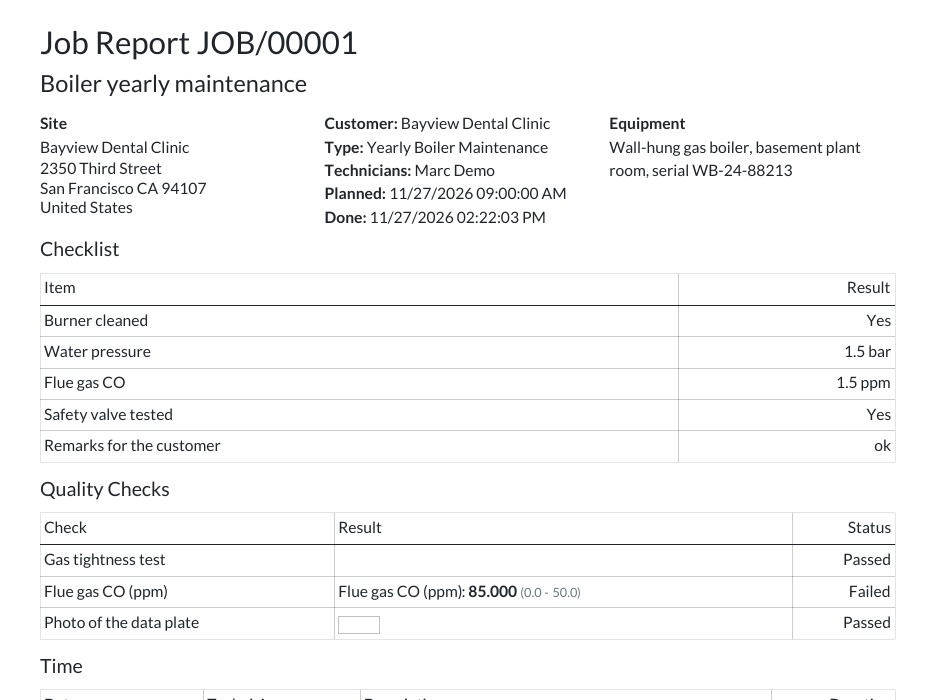 Job Report JOB/00001
Boiler yearly maintenance
Site
Bayview Dental Clinic
2350 Third Street
San Francisco CA 94107
United States
Customer: Bayview Dental Clinic
Type: Yearly Boiler Maintenance
Technicians: Marc Demo
Planned: 11/27/2026 09:00:00 AM
Done: 11/27/2026 02:22:03 PM
Equipment
Wall-hung gas boiler, basement plant
room, serial WB-24-88213
Checklist
Item Result
Burner cleaned Yes
Water pressure 1.5 bar
Flue gas CO 1.5 ppm
Safety valve tested Yes
Remarks for the customer ok
Quality Checks
Check Result Status
Gas tightness test Passed
Flue gas CO (ppm) Flue gas CO (ppm): 85.000 (0.0 - 50.0) Failed
Photo of the data plate Passed
Time